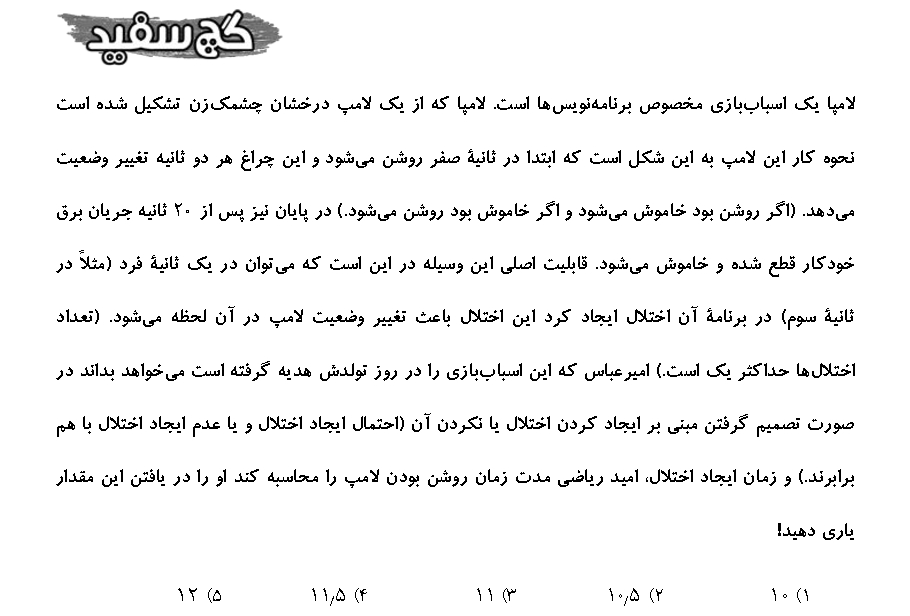 گچ سفید
لامپا یک اسباب‌بازی مخصوص برنامه‌نویس‌ها است. لامپا که از یک لامپ درخشان چشمک‌زن تشکیل شده است
نحوه کار این لامپ به این شکل است که ابتدا در ثانیهٔ صفر روشن می‌شود و این چراغ هر دو ثانیه تغییر وضعیت
می‌دهد. (اگر روشن بود خاموش می‌شود و اگر خاموش بود روشن می‌شود.) در پایان نیز پس از ۲۰ ثانیه جریان برق
خودکار قطع شده و خاموش می‌شود. قابلیت اصلی این وسیله در این است که می‌توان در یک ثانیهٔ فرد (مثلاً در
ثانیهٔ سوم) در برنامهٔ آن اختلال ایجاد کرد این اختلال باعث تغییر وضعیت لامپ در آن لحظه می‌شود. (تعداد
اختلال‌ها حداکثر یک است.) امیرعباس که این اسباب‌بازی را در روز تولدش هدیه گرفته است می‌خواهد بداند در
صورت تصمیم گرفتن مبنی بر ایجاد کردن اختلال یا نکردن آن (احتمال ایجاد اختلال و یا عدم ایجاد اختلال با هم
برابرند.) و زمان ایجاد اختلال، امید ریاضی مدت زمان روشن بودن لامپ را محاسبه کند او را در یافتن این مقدار
یاری دهید!
۱) ۱۰ ۲) ۱۰٫۵ ۳) ۱۱ ۴) ۱۱٫۵ ۵) ۱۲